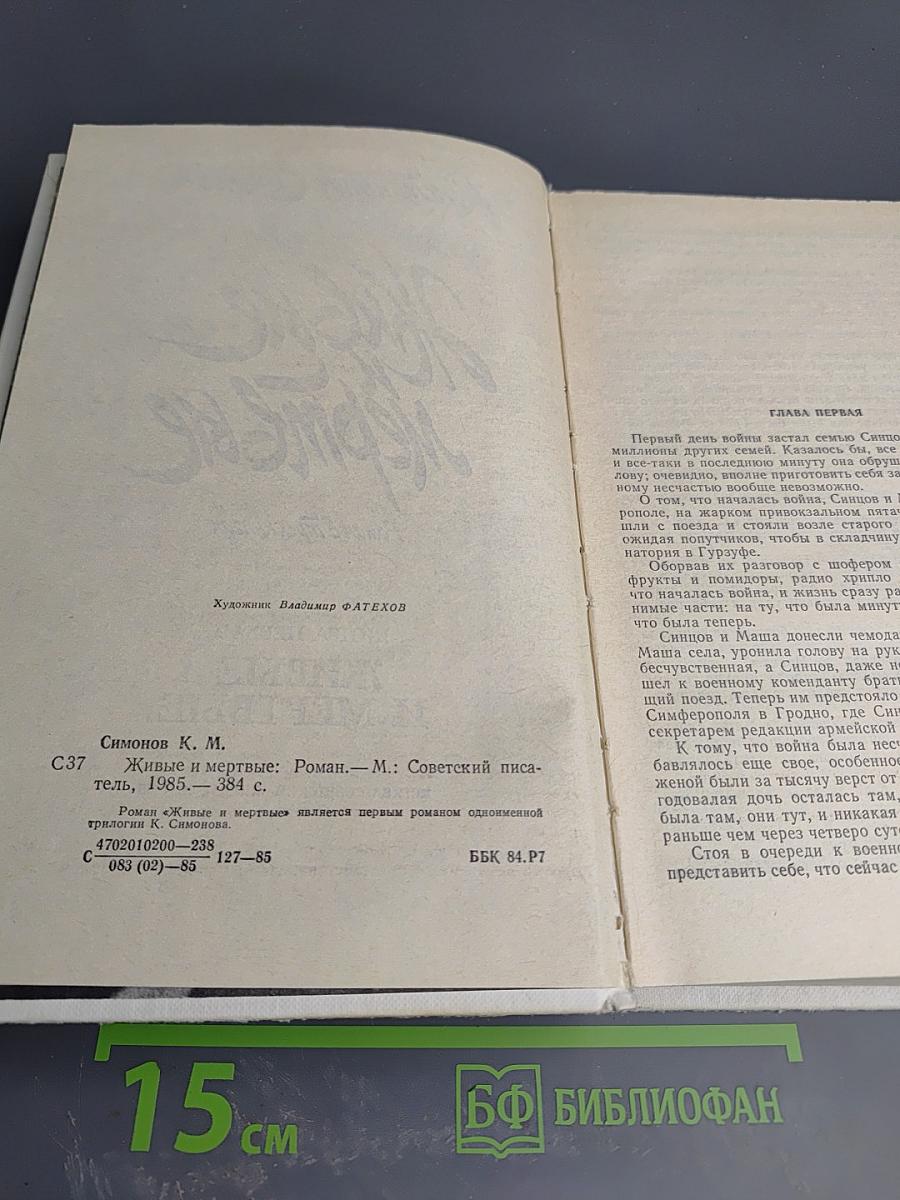 Художник Владимир ФАТЕХОВ
Симонов К. М.
С37 Живые и мертвые: Роман.— М.: Советский писа-
тель, 1985.— 384 с.
Роман «Живые и мертвые» является первым романом одноименной
трилогии К. Симонова.
С 4702010200—238 127—85 ББК 84.Р7
083 (02)—85
ГЛАВА ПЕРВАЯ
Первый день войны застал семью Синцо
миллионы других семей. Казалось бы, все
и все-таки в последнюю минуту она обруш
лову; очевидно, вполне приготовить себя за
ному несчастью вообще невозможно.
О том, что началась война, Синцов и
рополе, на жарком привокзальном пятач
шли с поезда и стояли возле старого
ожидая попутчиков, чтобы в складчину
натория в Гурзуфе.
Оборвав их разговор с шофером
фрукты и помидоры, радио хрипло
что началась война, и жизнь сразу ра
нимые части: на ту, что была минут
что была теперь.
Синцов и Маша донесли чемода
Маша села, уронила голову на рук
бесчувственная, а Синцов, даже н
шел к военному коменданту брат
щий поезд. Теперь им предстояло
Симферополя в Гродно, где Син
секретарем редакции армейской
К тому, что война была несч
бавлялось еще свое, особенное
женой были за тысячу верст от
годовалая дочь осталась там,
была там, они тут, и никакая
раньше чем через четверо суто
Стоя в очереди к военно
представить себе, что сейчас
15 см
БФ БИБЛИОФАН